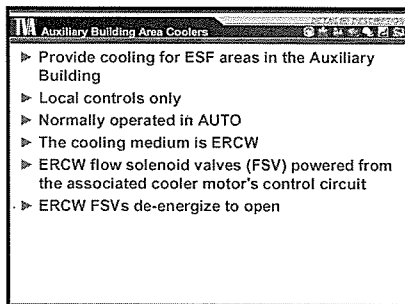 TVA Auxiliary Building Area Coolers
Provide cooling for ESF areas in the Auxiliary
Building
Local controls only
Normally operated in AUTO
The cooling medium is ERCW
ERCW flow solenoid valves (FSV) powered from
the associated cooler motor's control circuit
ERCW FSVs de-energize to open